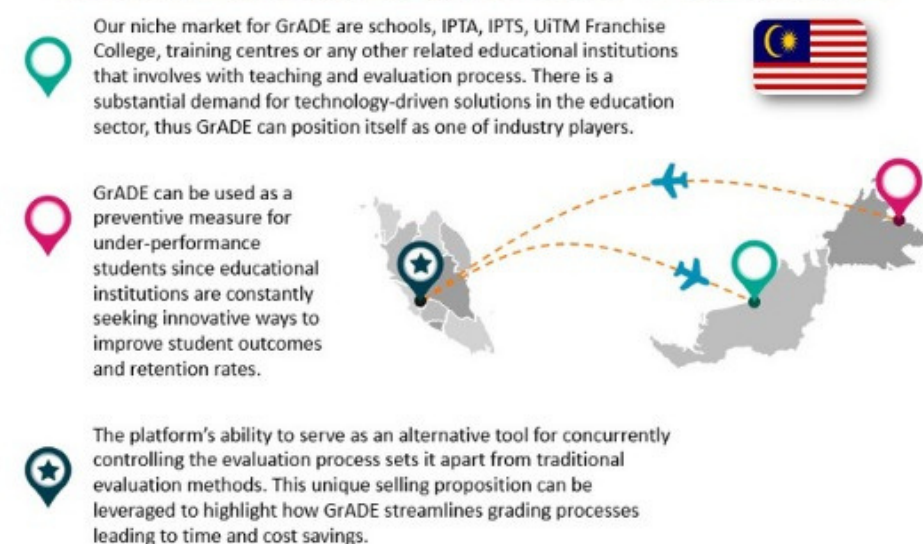 Our niche market for GrADE are schools, IPTA, IPTS, UiTM Franchise
College, training centres or any other related educational institutions
that involves with teaching and evaluation process. There is a
substantial demand for technology-driven solutions in the education
sector, thus GrADE can position itself as one of industry players.
GrADE can be used as a
preventive measure for
under-performance
students since educational
institutions are constantly
seeking innovative ways to
improve student outcomes
and retention rates.
The platform's ability to serve as an alternative tool for concurrently
controlling the evaluation process sets it apart from traditional
evaluation methods. This unique selling proposition can be
leveraged to highlight how GrADE streamlines grading processes
leading to time and cost savings.